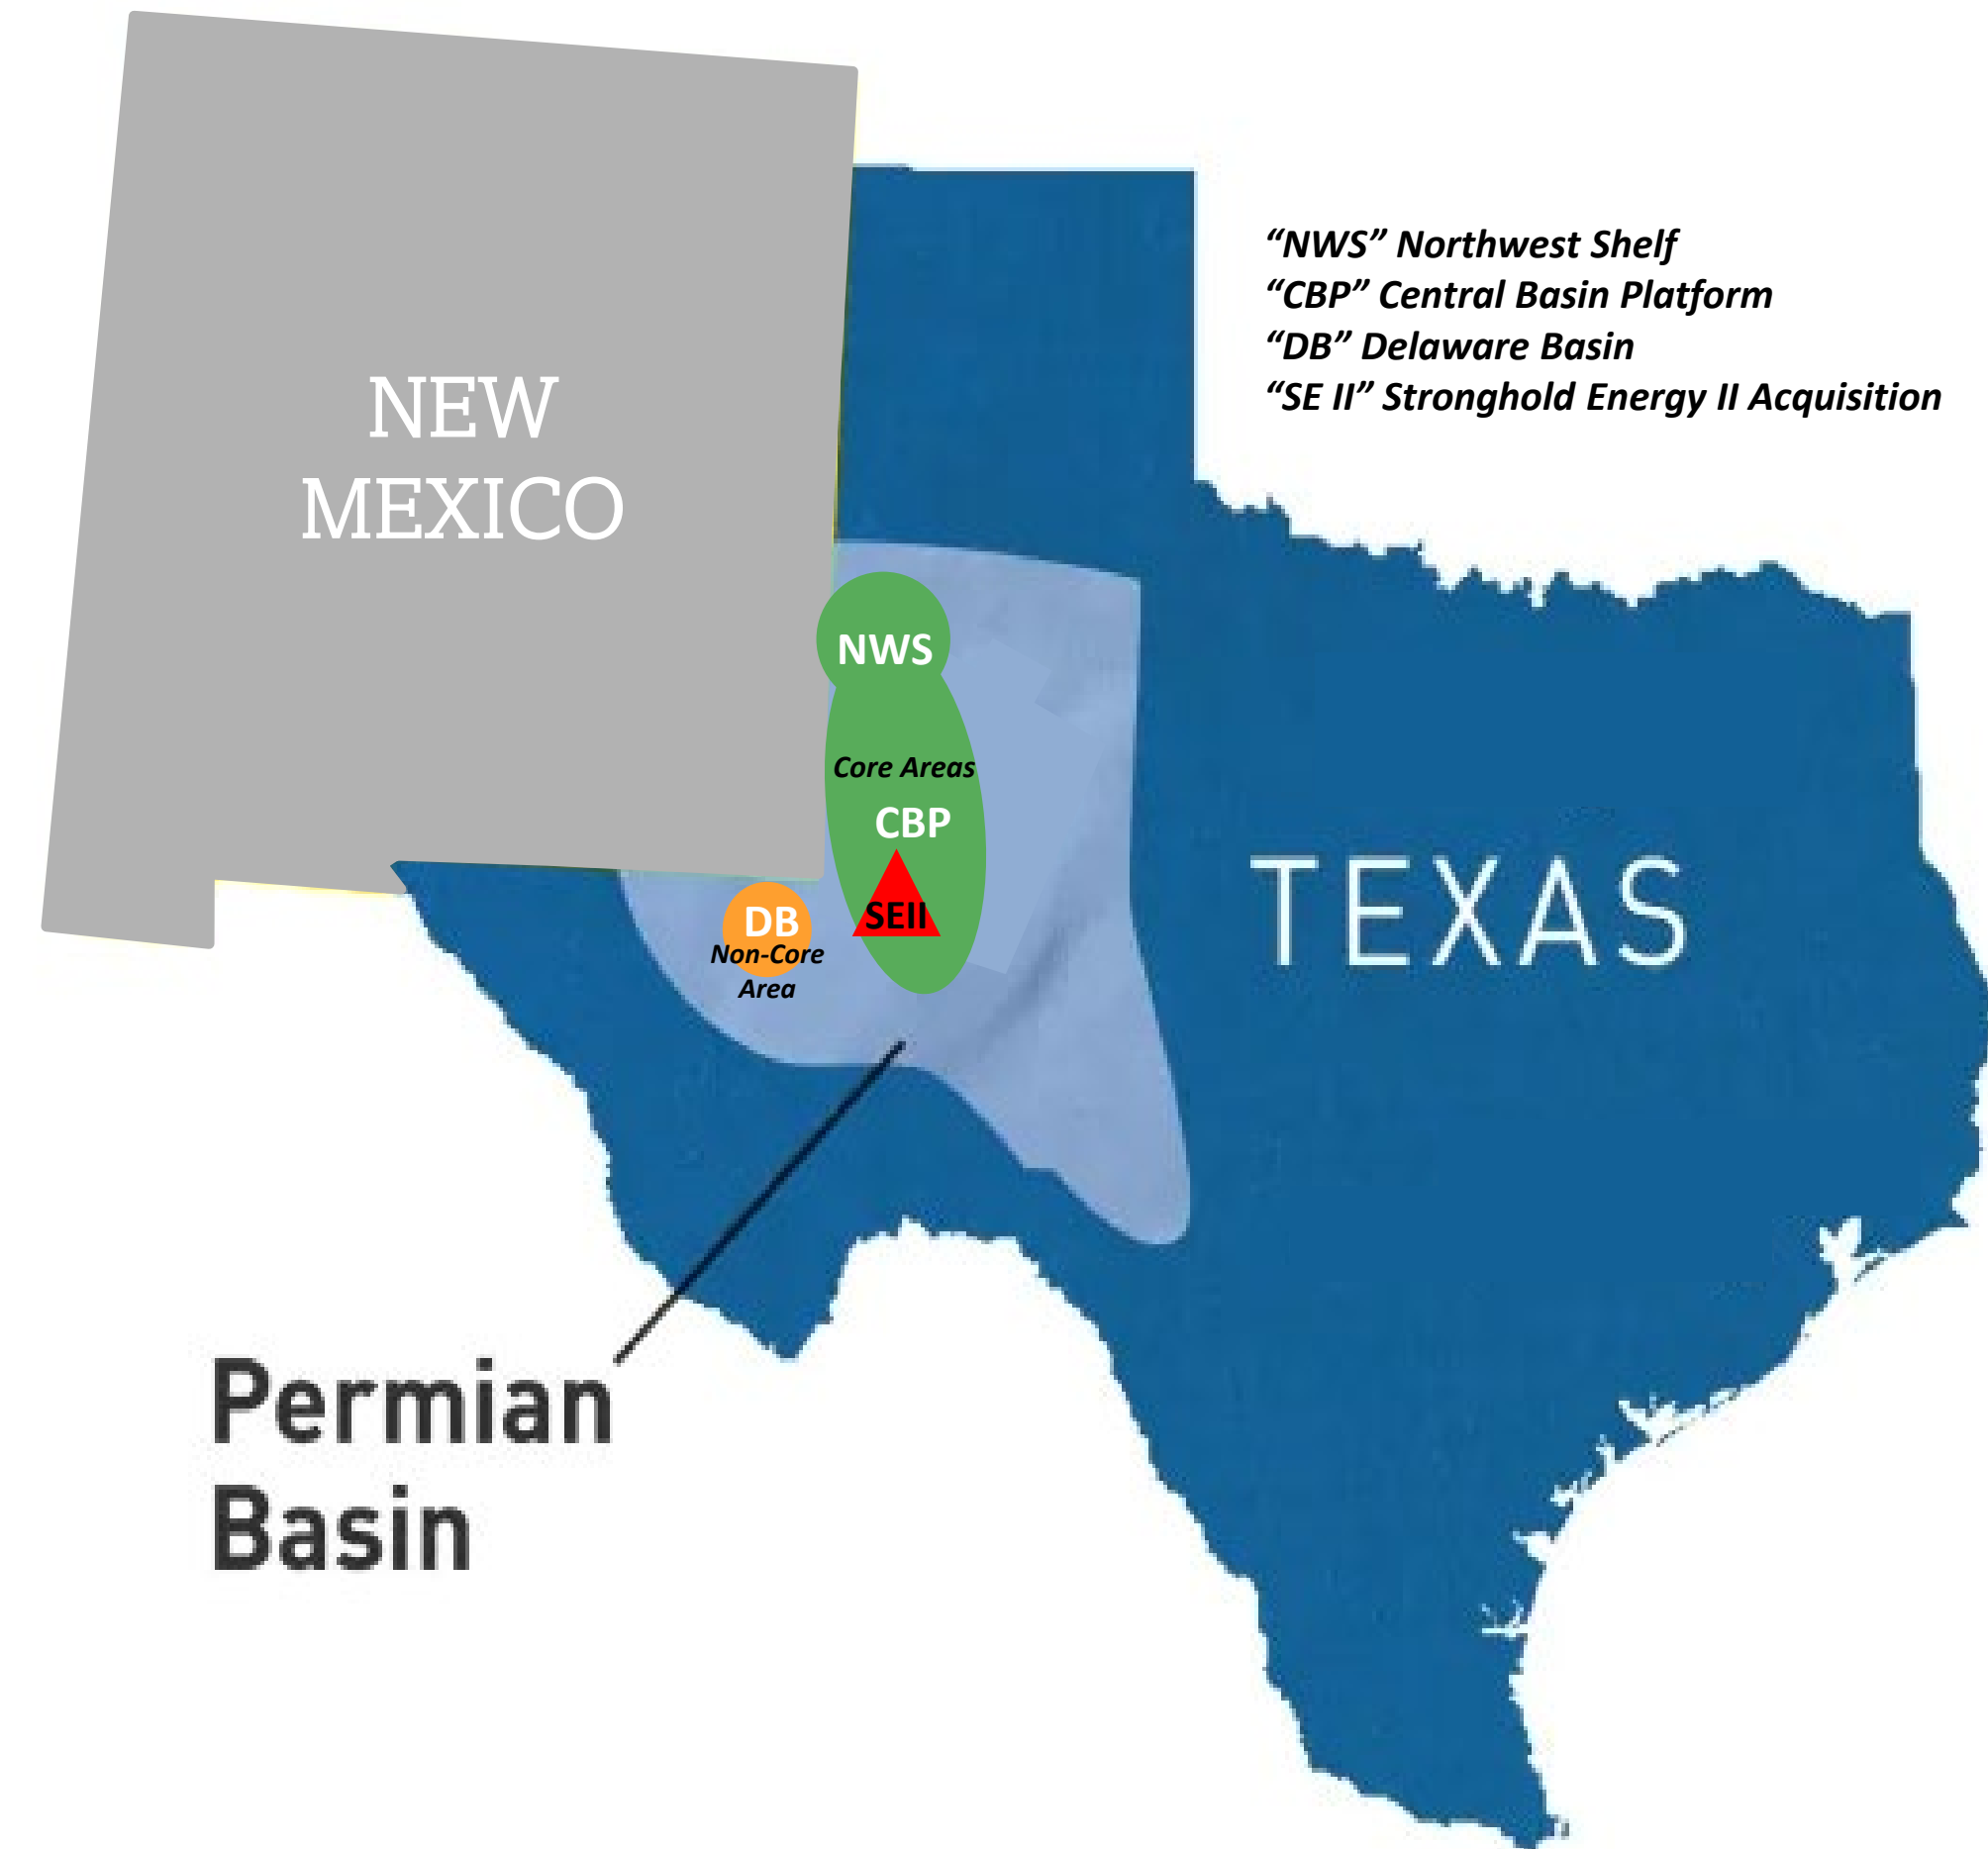 “NWS” Northwest Shelf
“CBP” Central Basin Platform
“DB” Delaware Basin
“SE II” Stronghold Energy II Acquisition
NEW
MEXICO
NWS
Core Areas
CBP
SEII
DB
Non-Core
Area
TEXAS
Permian
Basin